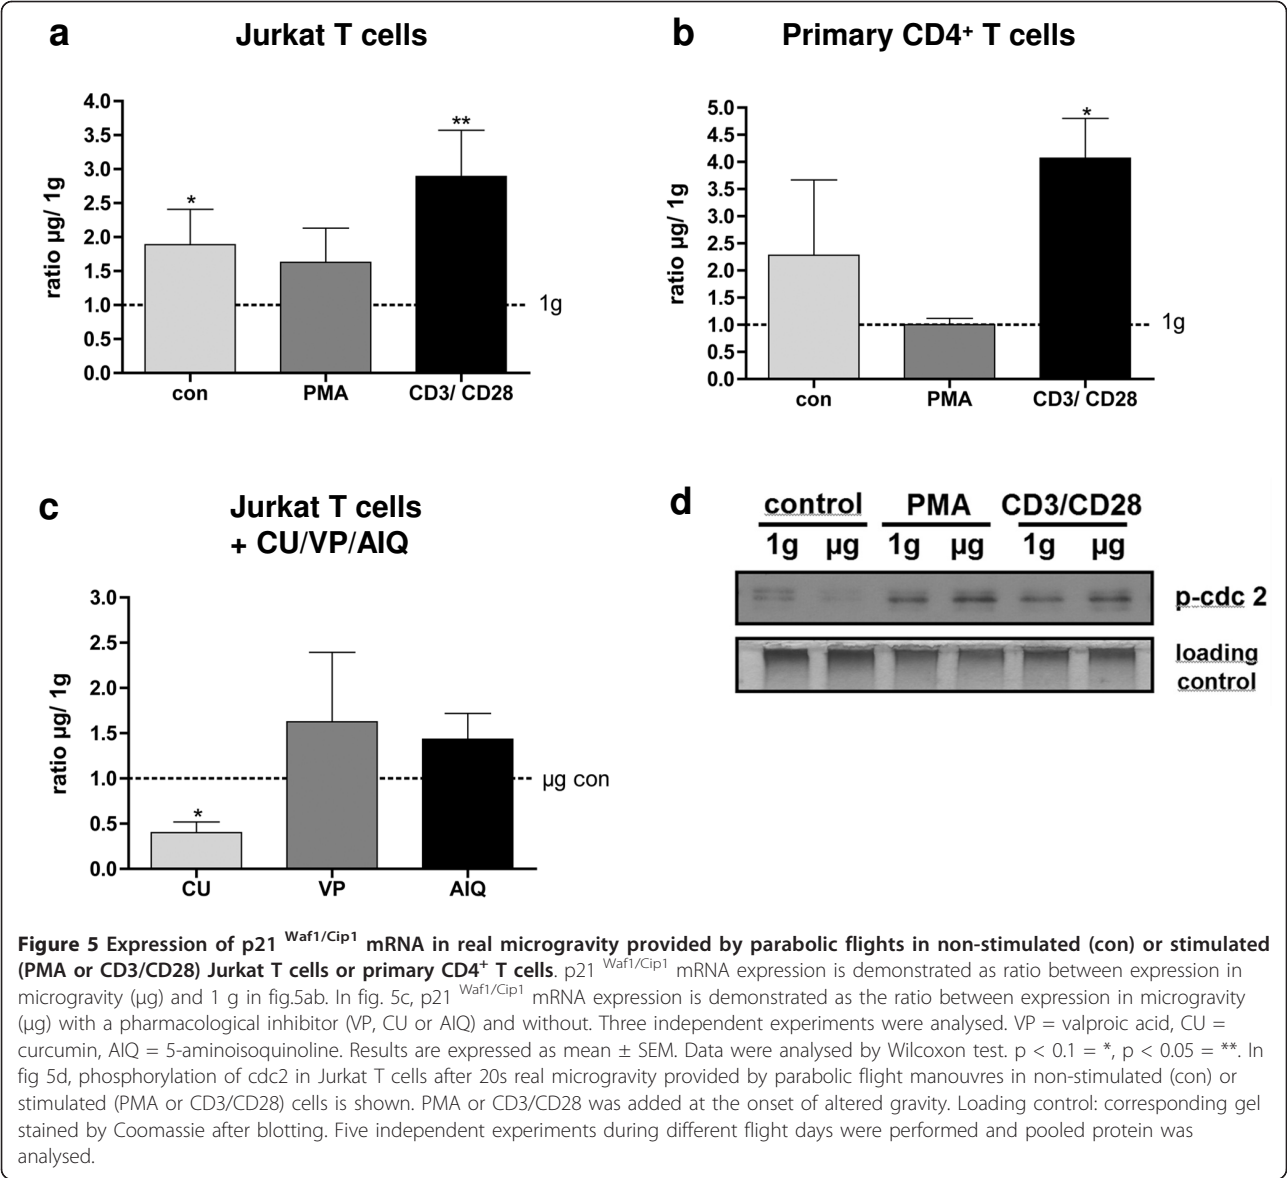 a
Jurkat T cells
4.0
3.5
3.0
2.5
2.0
1.5
1.0
0.5
0.0
ratio µg/ 1g
*
**
1g
con
PMA
CD3/ CD28
b
Primary CD4+ T cells
5.0
4.5
4.0
3.5
3.0
2.5
2.0
1.5
1.0
0.5
0.0
ratio µg/ 1g
*
1g
con
PMA
CD3/ CD28
c
Jurkat T cells
+ CU/VP/AIQ
3.0
2.5
2.0
1.5
1.0
0.5
0.0
ratio µg/ 1g
*
µg con
CU
VP
AIQ
d
control PMA CD3/CD28
1g µg 1g µg 1g µg
p-cdc 2
loading
control
Figure 5 Expression of p21 Waf1/Cip1 mRNA in real microgravity provided by parabolic flights in non-stimulated (con) or stimulated
(PMA or CD3/CD28) Jurkat T cells or primary CD4+ T cells. p21 Waf1/Cip1 mRNA expression is demonstrated as ratio between expression in
microgravity (µg) and 1 g in fig.5ab. In fig. 5c, p21 Waf1/Cip1 mRNA expression is demonstrated as the ratio between expression in microgravity
(µg) with a pharmacological inhibitor (VP, CU or AIQ) and without. Three independent experiments were analysed. VP = valproic acid, CU =
curcumin, AIQ = 5-aminoisoquinoline. Results are expressed as mean ± SEM. Data were analysed by Wilcoxon test. p < 0.1 = *, p < 0.05 = **. In
fig 5d, phosphorylation of cdc2 in Jurkat T cells after 20s real microgravity provided by parabolic flight manouvres in non-stimulated (con) or
stimulated (PMA or CD3/CD28) cells is shown. PMA or CD3/CD28 was added at the onset of altered gravity. Loading control: corresponding gel
stained by Coomassie after blotting. Five independent experiments during different flight days were performed and pooled protein was
analysed.